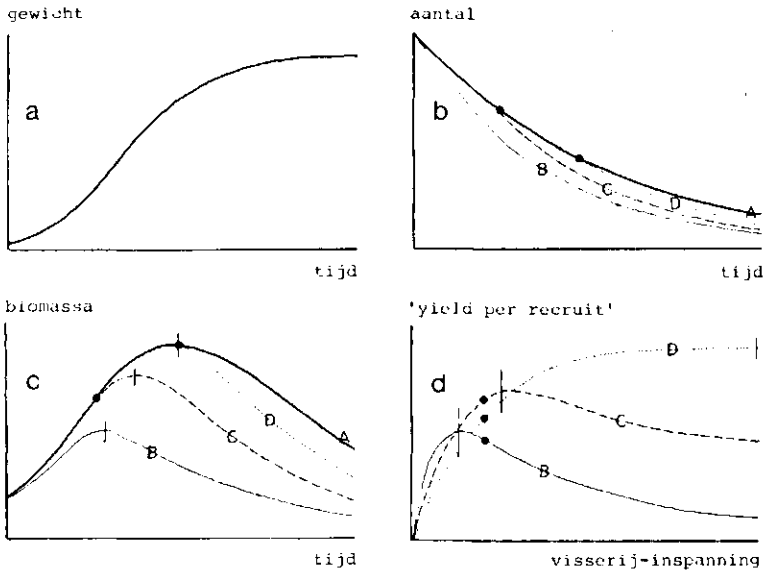 gewicht
aantal
a
b
B
C
D
A
tijd
tijd
biomassa
'yield per recruit'
c
d
D
A
D
C
C
B
B
tijd
visserij-inspanning